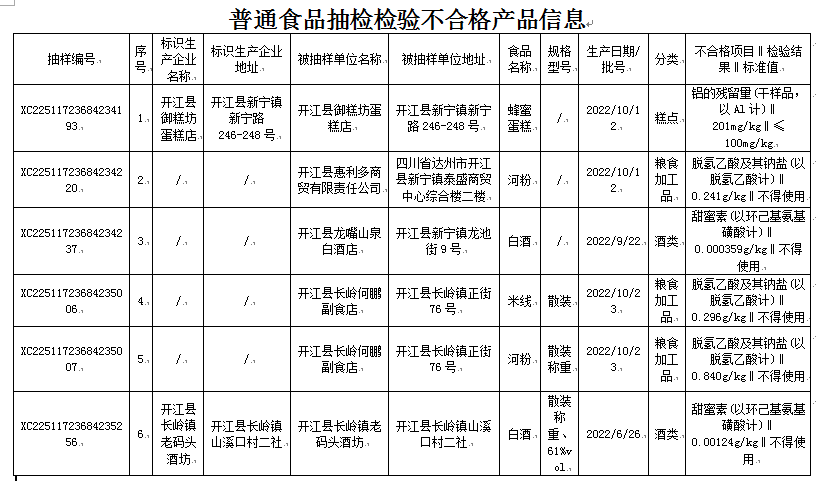 普通食品抽检检验不合格产品信息
抽样编号
序号
标识生产企业名称
标识生产企业地址
被抽样单位名称
被抽样单位地址
食品名称
规格型号
生产日期/批号
分类
不合格项目‖检验结果‖标准值
XC22511723684234193
1
开江县御糕坊蛋糕店
开江县新宁镇新宁路246-248号
开江县御糕坊蛋糕店
开江县新宁镇新宁路246-248号
蜂蜜蛋糕
/
2022/10/12
糕点
铝的残留量(干样品,以Al计)‖201mg/kg‖≤100mg/kg
XC22511723684234220
2
/
/
开江县惠利多商贸有限责任公司
四川省达州市开江县新宁镇泰盛商贸中心综合楼二楼
河粉
/
2022/10/12
粮食加工品
脱氢乙酸及其钠盐(以脱氢乙酸计)‖0.241g/kg‖不得使用
XC22511723684234237
3
/
/
开江县龙嘴山泉白酒店
开江县新宁镇龙池街9号
白酒
/
2022/9/22
酒类
甜蜜素(以环己基氨基磺酸计)‖0.000359g/kg‖不得使用
XC22511723684235006
4
/
/
开江县长岭何鹏副食店
开江县长岭镇正街76号
米线
散装
2022/10/23
粮食加工品
脱氢乙酸及其钠盐(以脱氢乙酸计)‖0.296g/kg‖不得使用
XC22511723684235007
5
/
/
开江县长岭何鹏副食店
开江县长岭镇正街76号
河粉
散装称重
2022/10/23
粮食加工品
脱氢乙酸及其钠盐(以脱氢乙酸计)‖0.840g/kg‖不得使用
XC22511723684235256
6
开江县长岭镇老码头酒坊
开江县长岭镇山溪口村二社
开江县长岭镇老码头酒坊
开江县长岭镇山溪口村二社
白酒
散装称重、61%vol
2022/6/26
酒类
甜蜜素(以环己基氨基磺酸计)‖0.00124g/kg‖不得使用